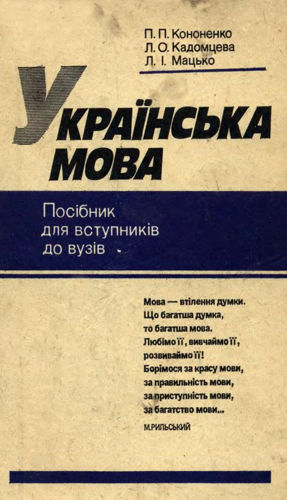 П. П. Кононенко
Л. О. Кадомцева
Л. І. Мацько
УКРАЇНСЬКА
МОВА
Посібник
для вступників
до вузів
Мова — втілення думки.
Що багатша думка,
то багатша мова.
Любімо її, вивчаймо її,
розвиваймо її!
Борімося за красу мови,
за правильність мови,
за приступність мови,
за багатство мови...
М.РИЛЬСЬКИЙ